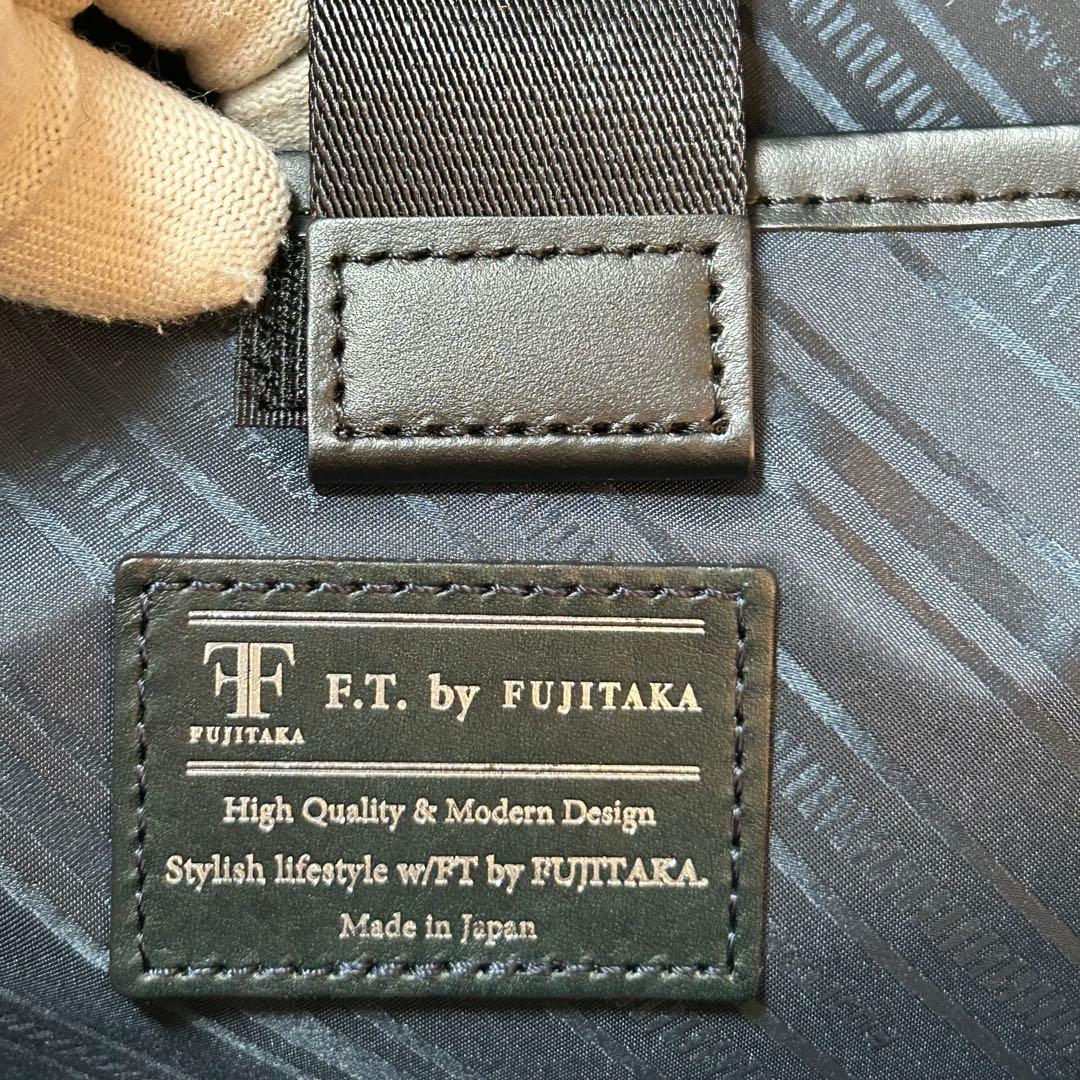 FF F.T. by FUJITAKA
FUJITAKA
High Quality & Modern Design
Stylish lifestyle w/FT by FUJITAKA.
Made in Japan